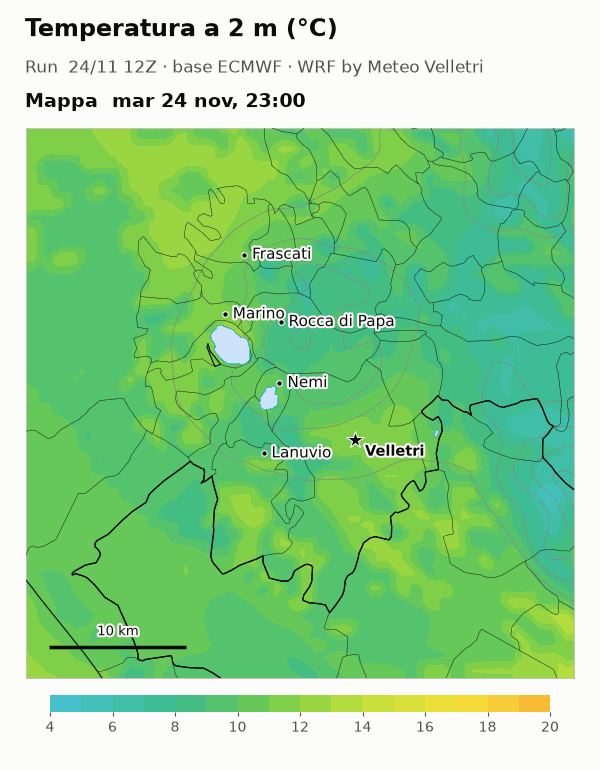 Temperatura a 2 m (°C)
Run  24/11 12Z · base ECMWF · WRF by Meteo Velletri
Mappa  mar 24 nov, 23:00
Frascati
Marino
Rocca di Papa
Nemi
Velletri
Lanuvio
10 km
4 6 8 10 12 14 16 18 20